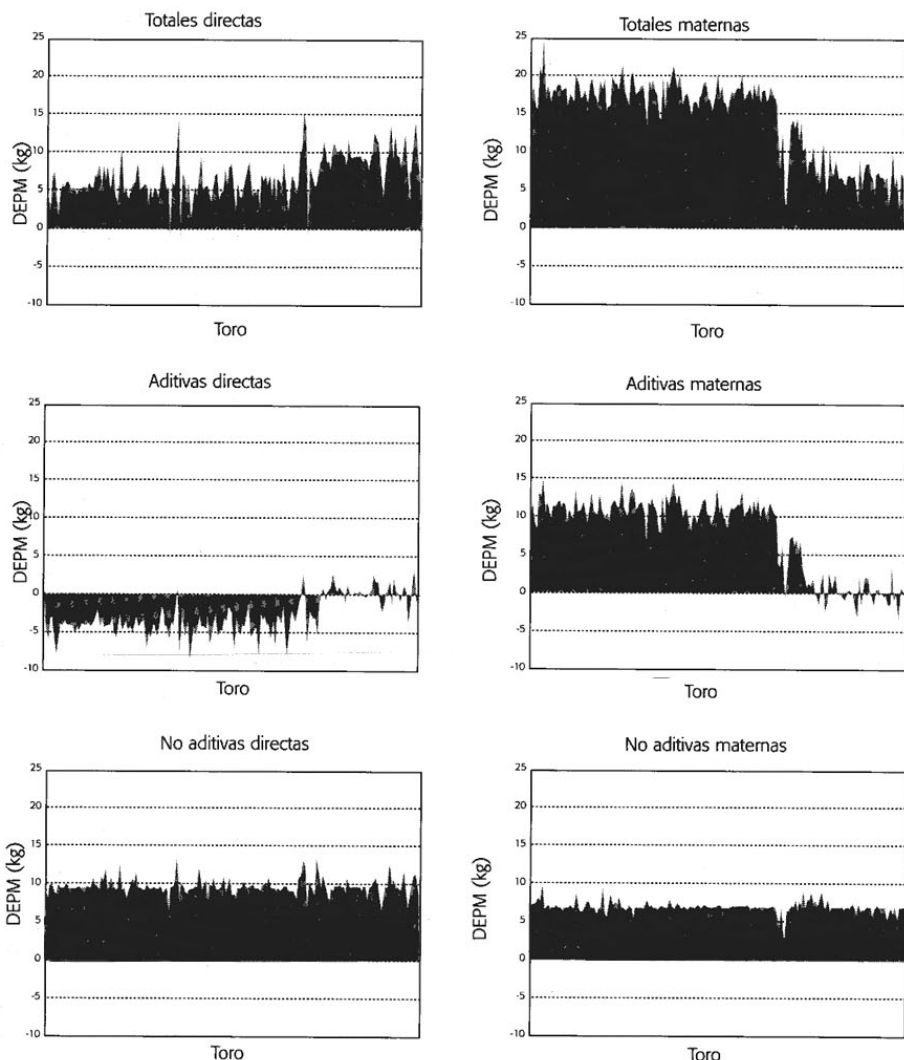 Totales directas
25
20
15
10
5
0
-5
-10
DEPM (kg)
Toro
Totales maternas
25
20
15
10
5
0
-5
-10
DEPM (kg)
Toro
Aditivas directas
25
20
15
10
5
0
-5
-10
DEPM (kg)
Toro
Aditivas maternas
25
20
15
10
5
0
-5
-10
DEPM (kg)
Toro
No aditivas directas
25
20
15
10
5
0
-5
-10
DEPM (kg)
Toro
No aditivas maternas
25
20
15
10
5
0
-5
-10
DEPM (kg)
Toro